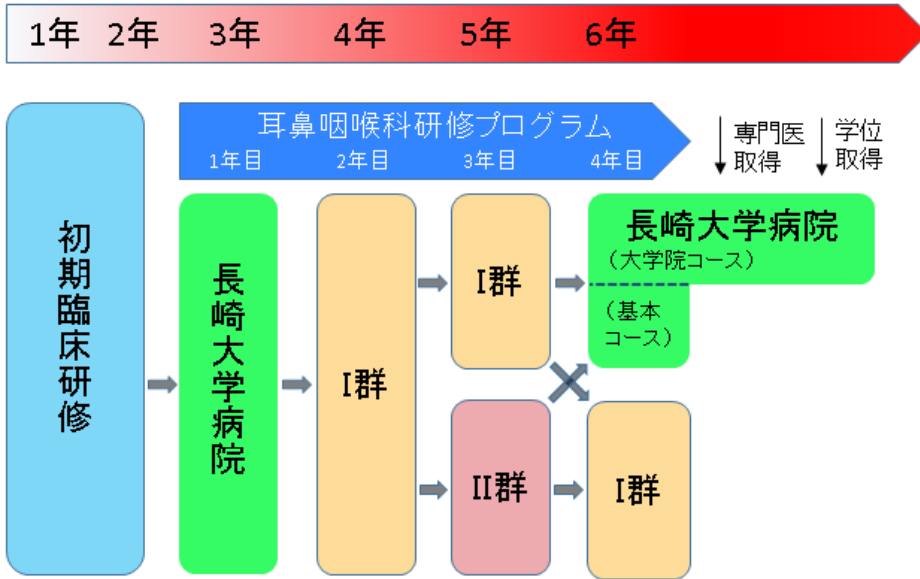 1年 2年 3年 4年 5年 6年
耳鼻咽喉科研修プログラム
1年目 2年目 3年目 4年目
専門医
取得
学位
取得
初期臨床研修
長崎大学病院
I群
I群
II群
長崎大学病院
（大学院コース）
（基本
コース）
I群